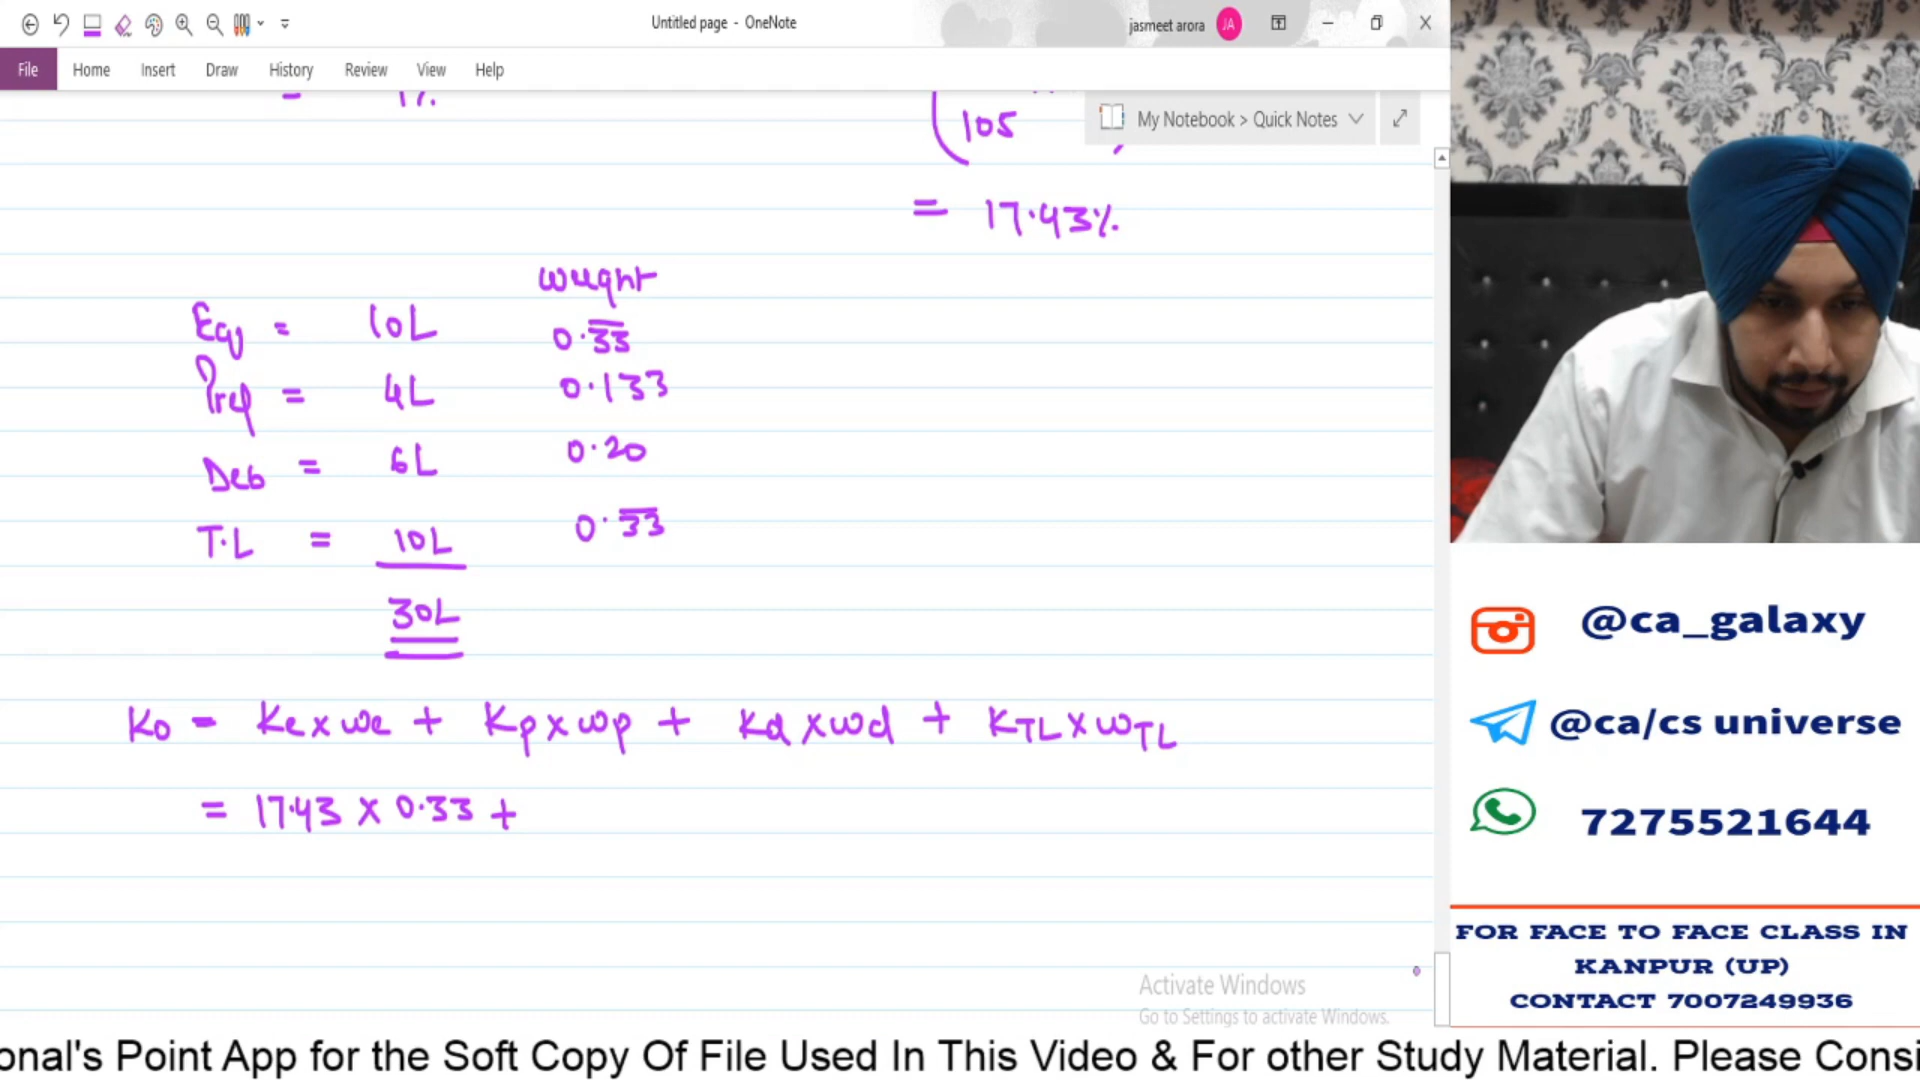 Untitled page - OneNote
jasmeet arora JA
File Home Insert Draw History Review View Help
= 1%
105
My Notebook > Quick Notes
= 17.43%
weight
Eqy = 10L 0.33
Pref = 4L 0.133
Deb = 6L 0.20
T.L = 10L 0.33
30L
Ko = Ke x we + Kp x wp + Kd x wd + KTL x wTL
= 17.43 x 0.33 +
@ca_galaxy
@ca/cs universe
7275521644
FOR FACE TO FACE CLASS IN
KANPUR (UP)
CONTACT 7007249936
Activate Windows
Go to Settings to activate Windows.
onal's Point App for the Soft Copy Of File Used In This Video & For other Study Material. Please Consi